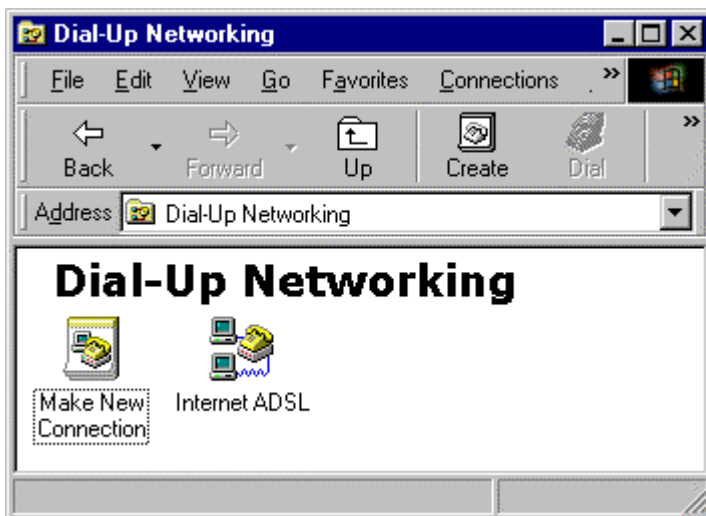 Dial-Up Networking
File Edit View Go Favorites Connections »
Back Forward Up Create Dial »
Address Dial-Up Networking
Dial-Up Networking
Make New Internet ADSL
Connection